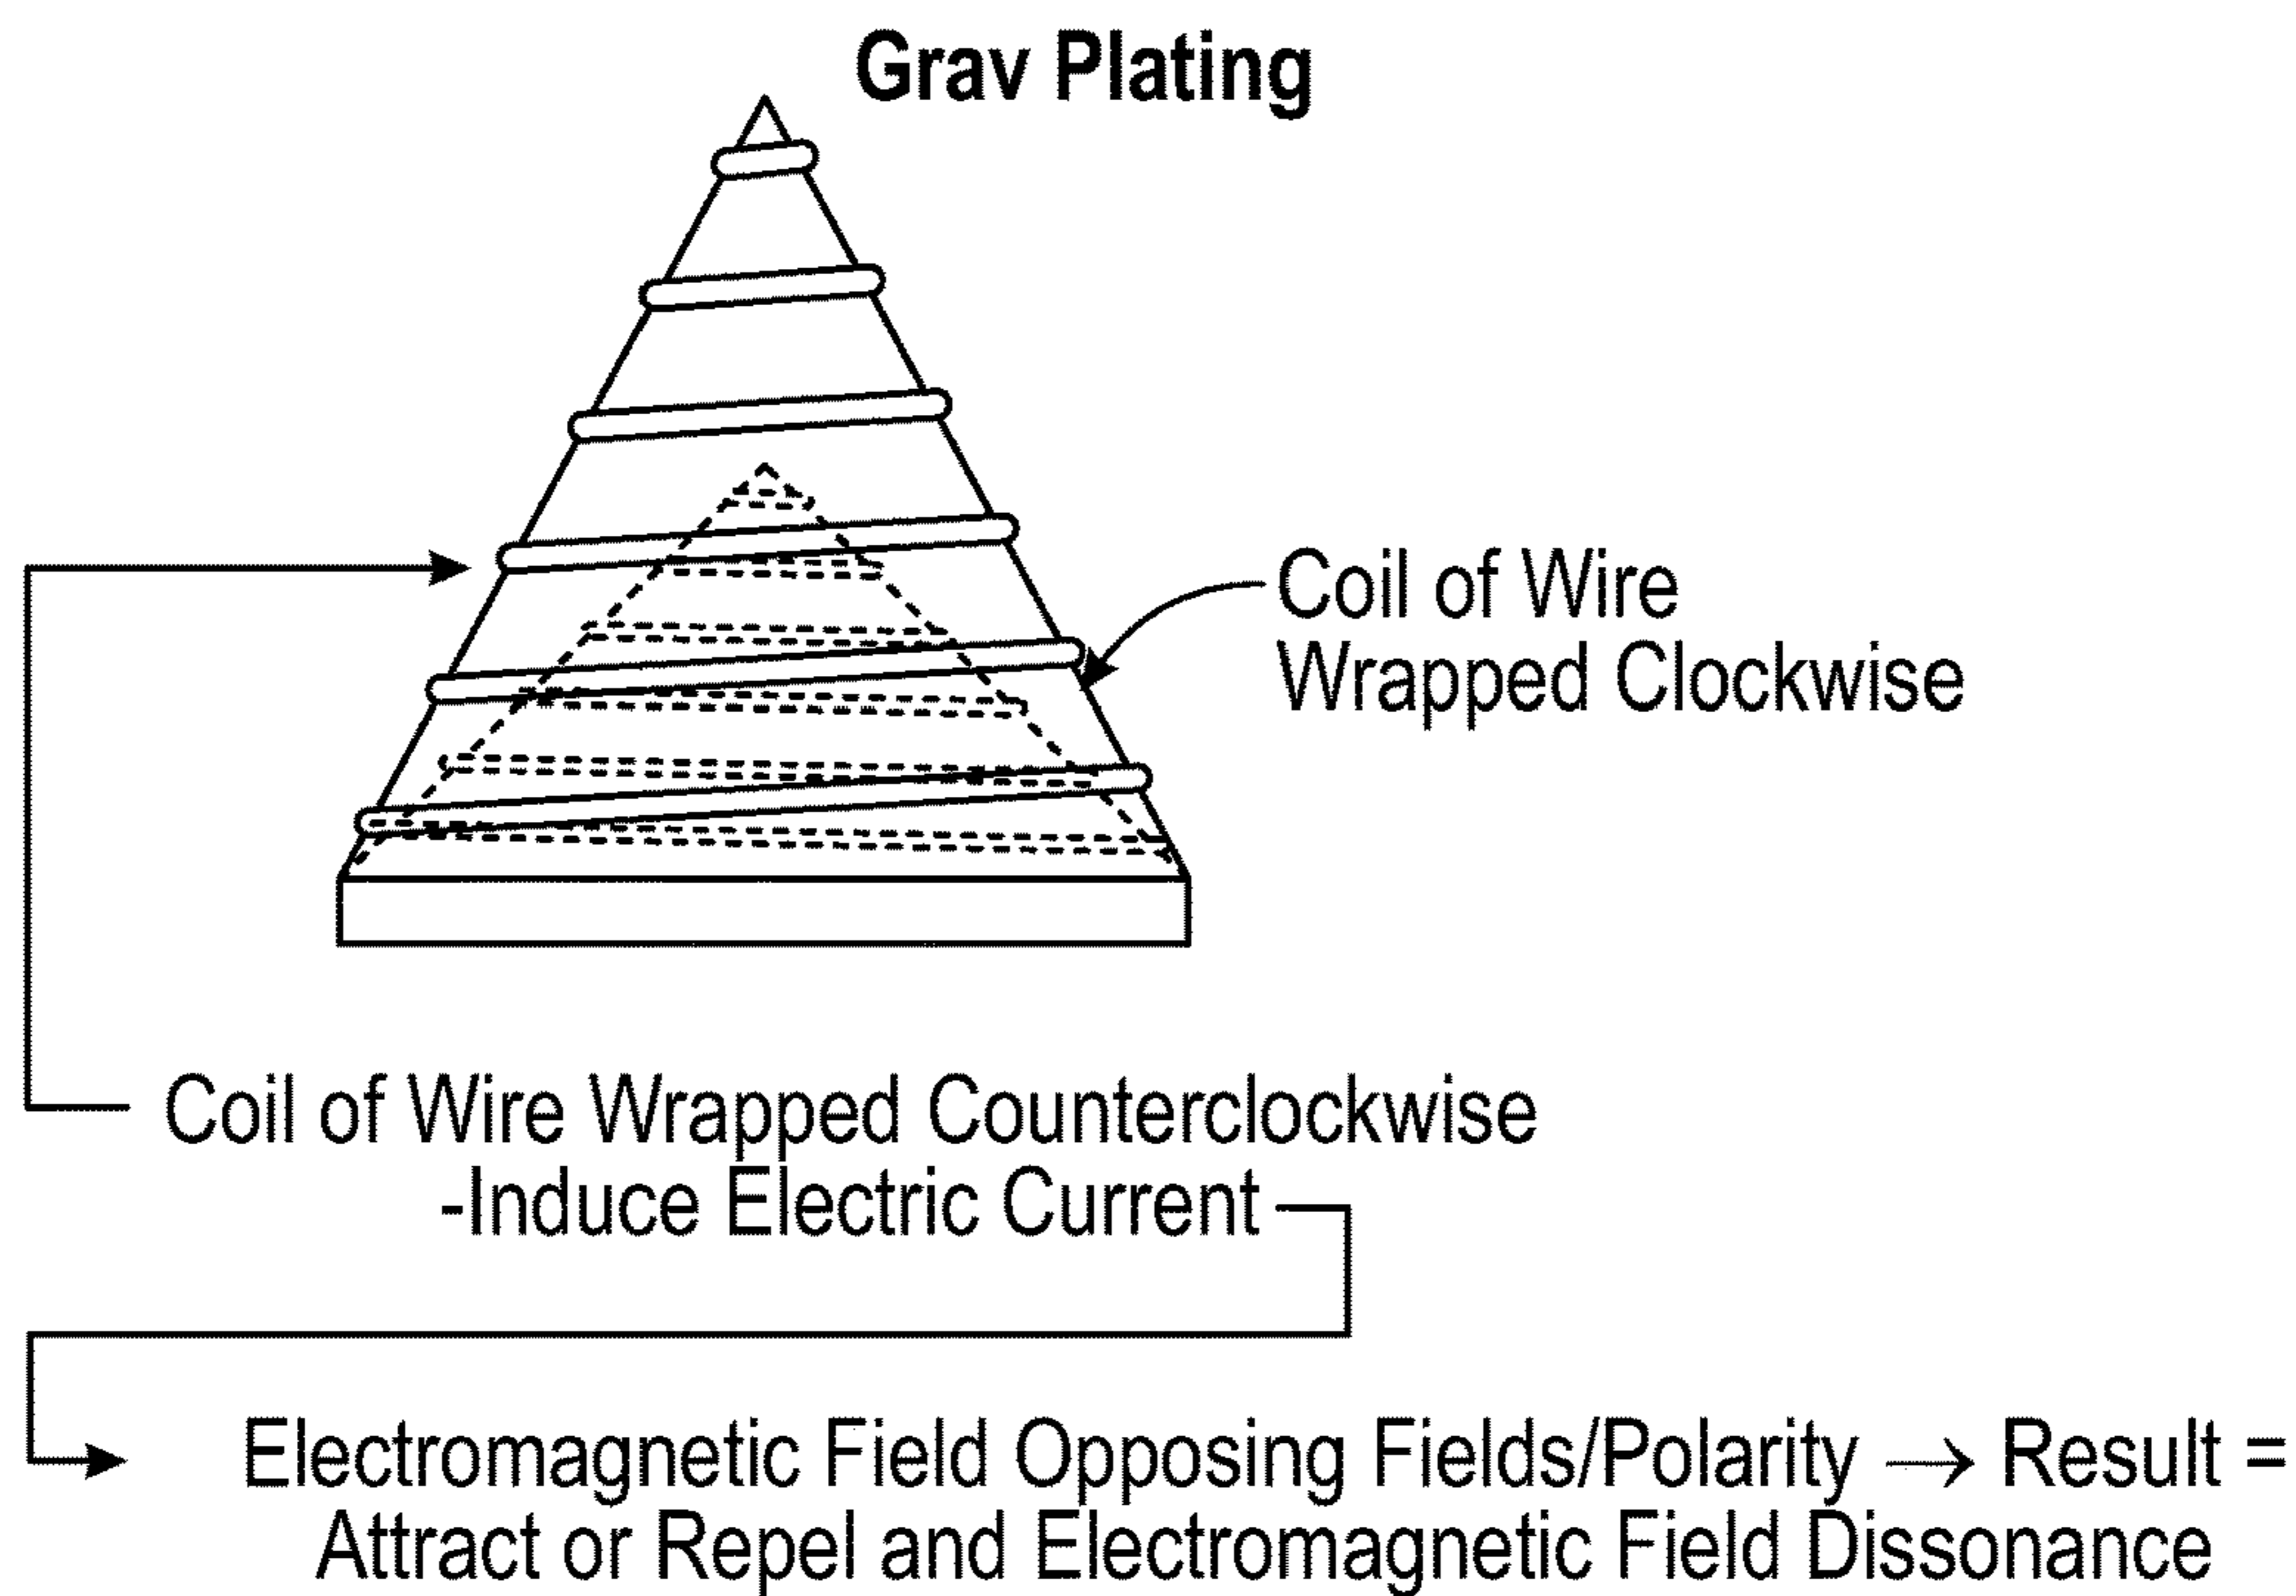 Grav Plating
Coil of Wire
Wrapped Clockwise
Coil of Wire Wrapped Counterclockwise
-Induce Electric Current
Electromagnetic Field Opposing Fields/Polarity → Result =
Attract or Repel and Electromagnetic Field Dissonance